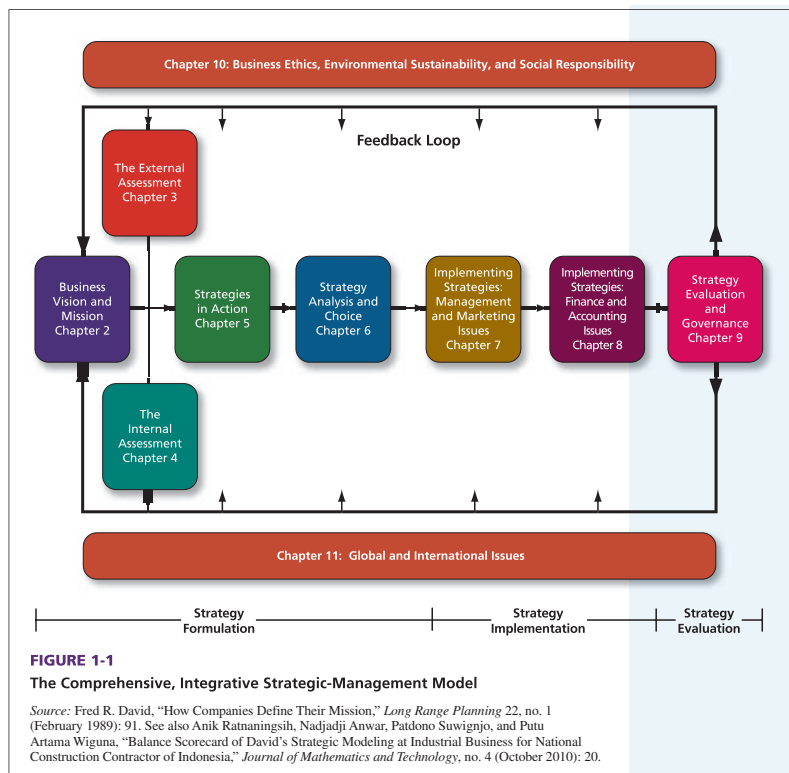 Chapter 10: Business Ethics, Environmental Sustainability, and Social Responsibility
Feedback Loop
The External
Assessment
Chapter 3
Business
Vision and
Mission
Chapter 2
Strategies
in Action
Chapter 5
Strategy
Analysis and
Choice
Chapter 6
Implementing
Strategies:
Management
and Marketing
Issues
Chapter 7
Implementing
Strategies:
Finance and
Accounting
Issues
Chapter 8
Strategy
Evaluation
and
Governance
Chapter 9
The
Internal
Assessment
Chapter 4
Chapter 11: Global and International Issues
Strategy
Formulation
Strategy
Implementation
Strategy
Evaluation
FIGURE 1-1
The Comprehensive, Integrative Strategic-Management Model
Source: Fred R. David, “How Companies Define Their Mission,” Long Range Planning 22, no. 1
(February 1989): 91. See also Anik Ratnaningsih, Nadjadji Anwar, Patdono Suwignjo, and Putu
Artama Wiguna, “Balance Scorecard of David’s Strategic Modeling at Industrial Business for National
Construction Contractor of Indonesia,” Journal of Mathematics and Technology, no. 4 (October 2010): 20.